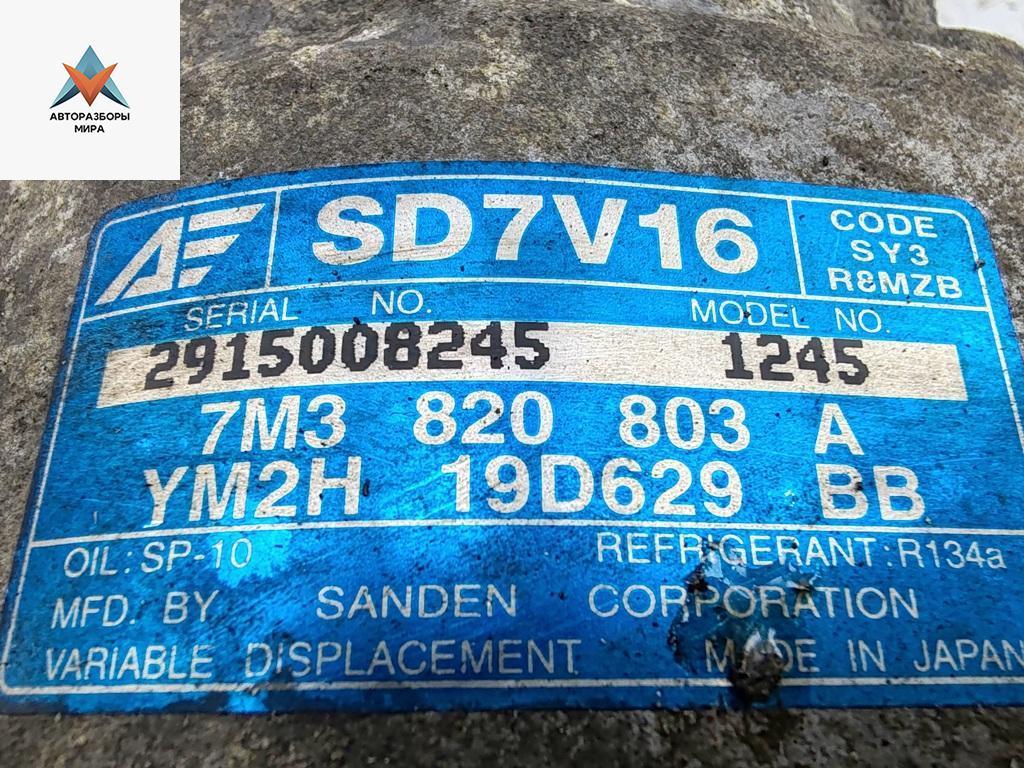 АВТОРАЗБОРЫ
МИРА
SD7V16
CODE
SY3
R&MZB
SERIAL NO.
MODEL NO.
2915008245
1245
7M3 820 803 A
YM2H 19D629 BB
OIL: SP-10
REFRIGERANT: R134a
MFD. BY SANDEN CORPORATION
VARIABLE DISPLACEMENT
MADE IN JAPAN